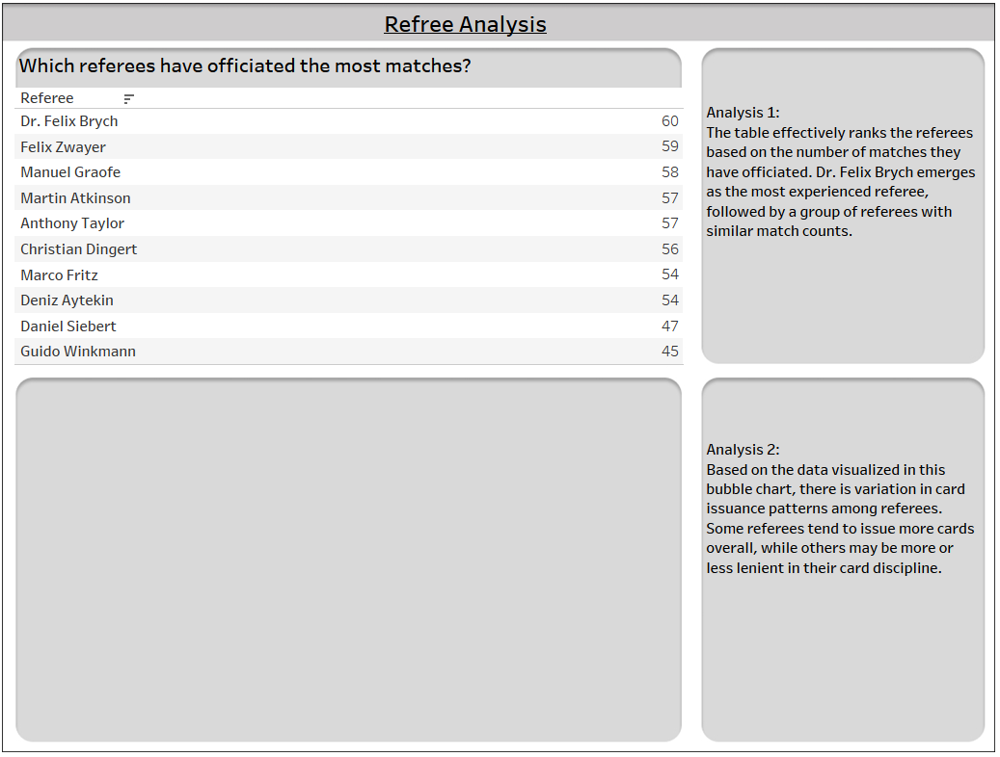 Refree Analysis
Which referees have officiated the most matches?
Referee
Dr. Felix Brych 60
Felix Zwayer 59
Manuel Graofe 58
Martin Atkinson 57
Anthony Taylor 57
Christian Dingert 56
Marco Fritz 54
Deniz Aytekin 54
Daniel Siebert 47
Guido Winkmann 45
Analysis 1:
The table effectively ranks the referees
based on the number of matches they
have officiated. Dr. Felix Brych emerges
as the most experienced referee,
followed by a group of referees with
similar match counts.
Analysis 2:
Based on the data visualized in this
bubble chart, there is variation in card
issuance patterns among referees.
Some referees tend to issue more cards
overall, while others may be more or
less lenient in their card discipline.